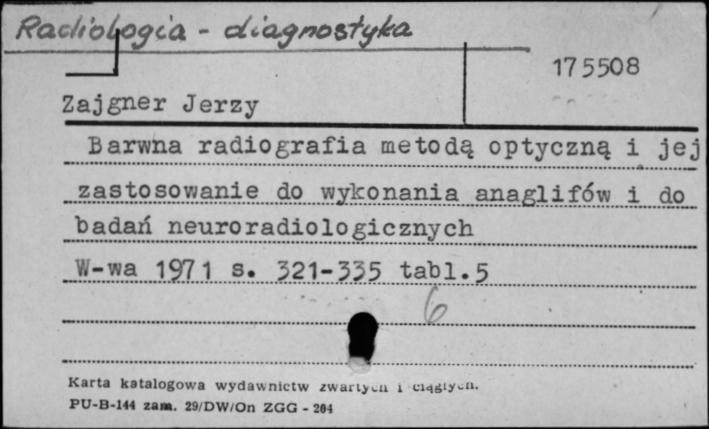 Radiologia - diagnostyka
175508
Zajgner Jerzy
Barwna radiografia metodą optyczną i jej
zastosowanie do wykonania anaglifów i do
badań neuroradiologicznych
W-wa 1971 s. 321-335 tabl.5
6
Karta katalogowa wydawnictw zwartych i ciągłych.
PU-B-144 zam. 29/DW/On ZGG - 204